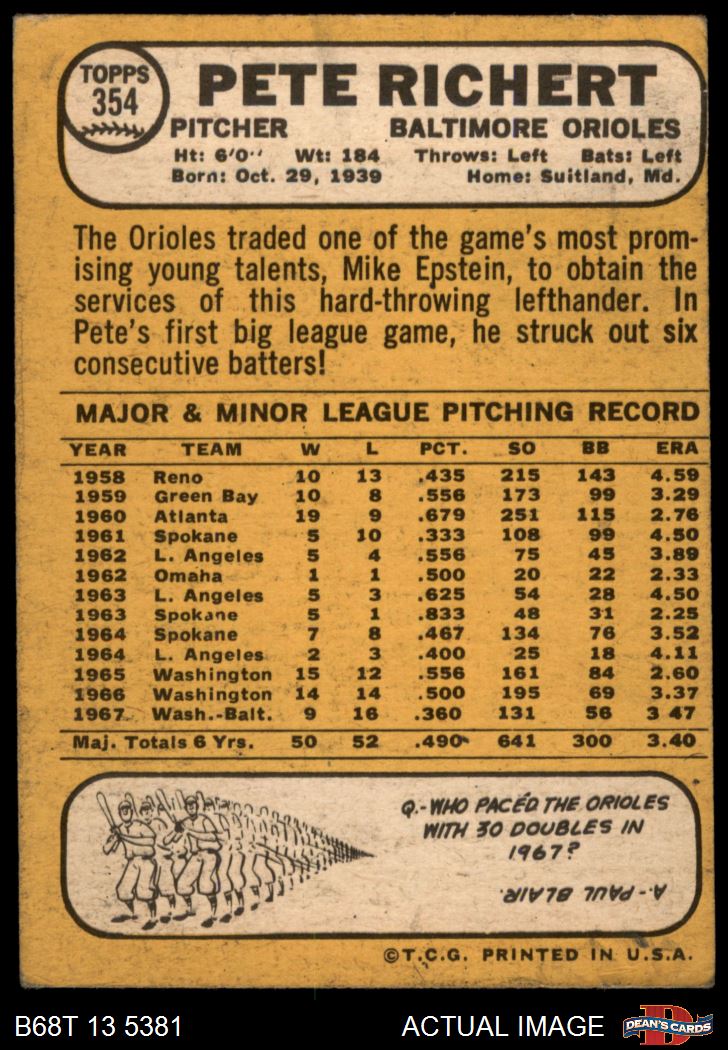 TOPPS
354
PETE RICHERT
PITCHER BALTIMORE ORIOLES
Ht: 6'0'' Wt: 184 Throws: Left Bats: Left
Born: Oct. 29, 1939 Home: Suitland, Md.
The Orioles traded one of the game's most prom-
ising young talents, Mike Epstein, to obtain the
services of this hard-throwing lefthander. In
Pete's first big league game, he struck out six
consecutive batters!
MAJOR & MINOR LEAGUE PITCHING RECORD
YEAR TEAM W L PCT. SO BB ERA
1958 Reno 10 13 .435 215 143 4.59
1959 Green Bay 10 8 .556 173 99 3.29
1960 Atlanta 19 9 .679 251 115 2.76
1961 Spokane 5 10 .333 108 99 4.50
1962 L. Angeles 5 4 .556 75 45 3.89
1962 Omaha 1 1 .500 20 22 2.33
1963 L. Angeles 5 3 .625 54 28 4.50
1963 Spokane 5 1 .833 48 31 2.25
1964 Spokane 7 8 .467 134 76 3.52
1964 L. Angeles 2 3 .400 25 18 4.11
1965 Washington 15 12 .556 161 84 2.60
1966 Washington 14 14 .500 195 69 3.37
1967 Wash.-Balt. 9 16 .360 131 56 3 47
Maj. Totals 6 Yrs. 50 52 .490 641 300 3.40
Q.-WHO PACED THE ORIOLES
WITH 30 DOUBLES IN
1967?
A.-PAUL BLAIR.
©T.C.G. PRINTED IN U.S.A.
B68T 13 5381 ACTUAL IMAGE
D
DEAN'S CARDS